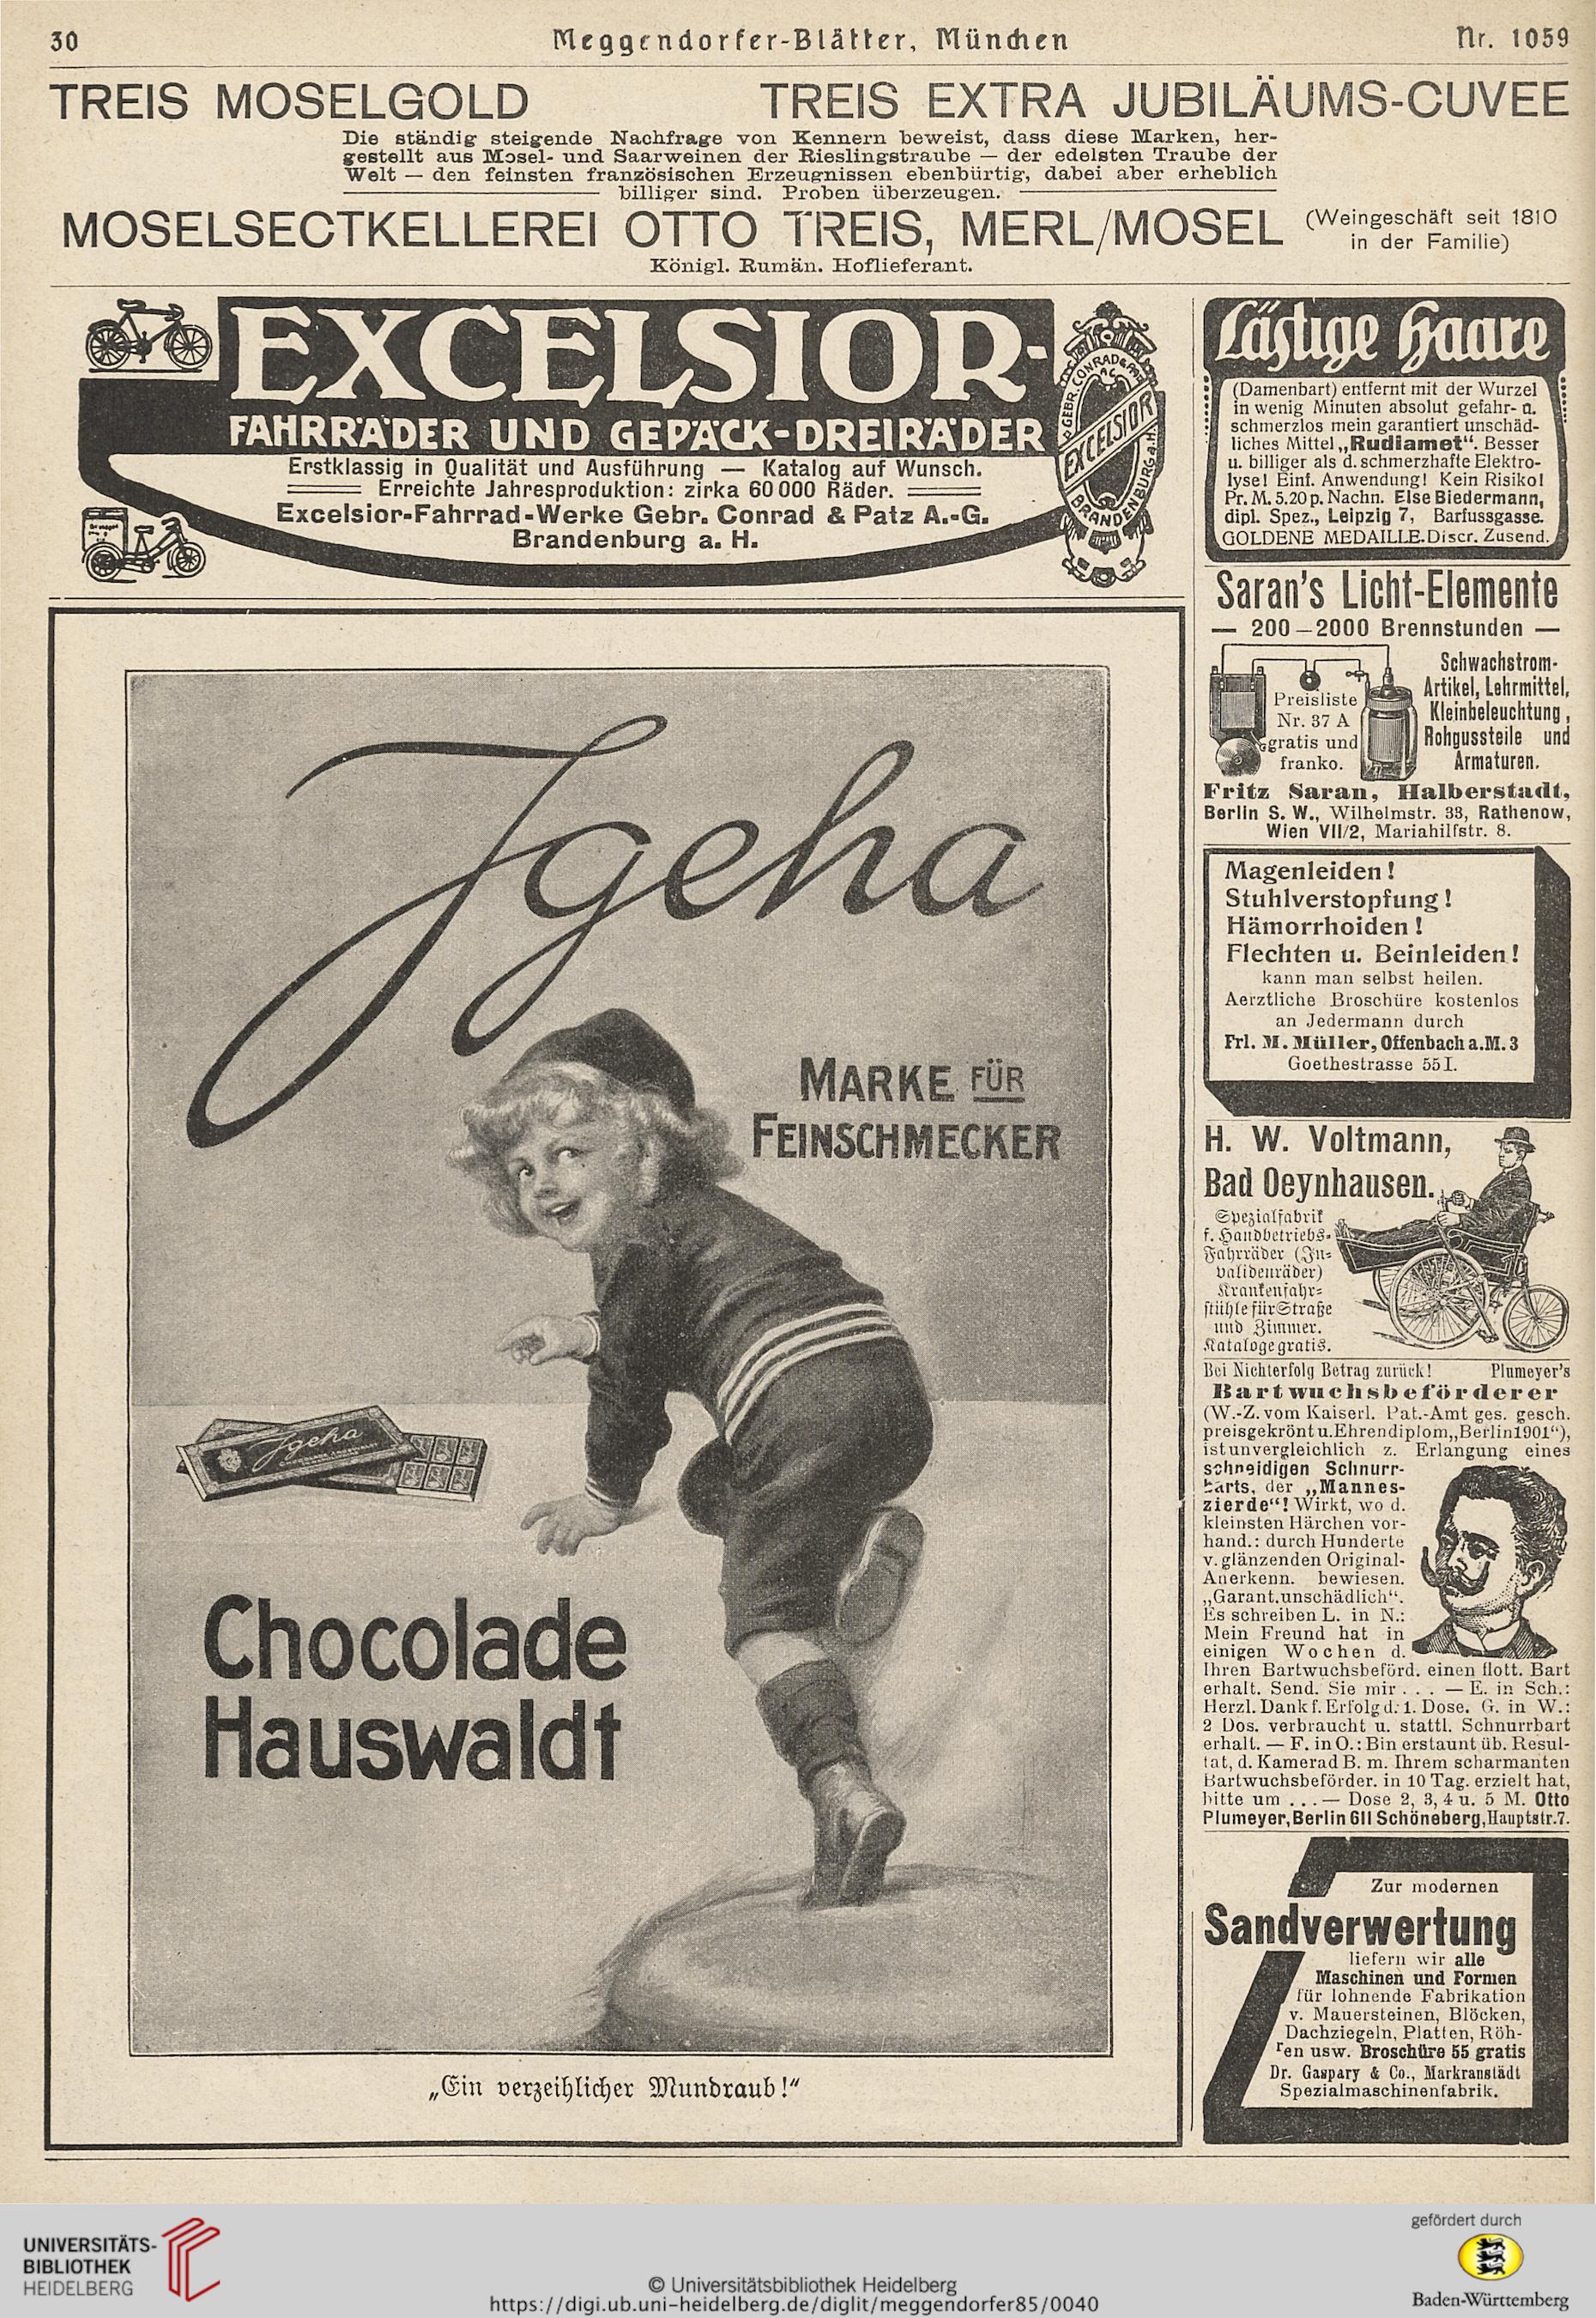 30
Meggendorfer-Blätter, München
Nr. 1059
TREIS MOSELGOLD
TREIS EXTRA JUBILÄUMS-CUVEE
Die ständig steigende Nachfrage von Kennern beweist, dass diese Marken, her-
gestellt aus Mosel- und Saarweinen der Rieslingstraube — der edelsten Traube der
Welt — den feinsten französischen Erzeugnissen ebenbürtig, dabei aber erheblich
billiger sind. Proben überzeugen.
MOSELSECTKELLEREI OTTO TREIS, MERL/MOSEL
(Weingeschäft seit 1810
in der Familie)
Königl. Rumän. Hoflieferant.
EXCELSIOR-
FAHRRÄDER UND GEPÄCK-DREIRÄDER
Erstklassig in Qualität und Ausführung — Katalog auf Wunsch.
Erreichte Jahresproduktion: zirka 60000 Räder.
Excelsior-Fahrrad-Werke Gebr. Conrad & Patz A.-G.
Brandenburg a. H.
GEBR. CONRAD & PATZ
A.G.
EXCELSIOR
BRANDENBURG a. H.
Igeha
MARKE FÜR
FEINSCHMECKER
Igeha
Chocolade
Hauswaldt
„Ein verzeihlicher Mundraub!“
Lästige Haare
(Damenbart) entfernt mit der Wurzel
in wenig Minuten absolut gefahr- u.
schmerzlos mein garantiert unschäd-
liches Mittel „Rudiamet“. Besser
u. billiger als d. schmerzhafte Elektro-
lyse! Einf. Anwendung! Kein Risiko!
Pr. M. 5.20 p. Nachn. Else Biedermann,
dipl. Spez., Leipzig 7, Barfussgasse.
GOLDENE MEDAILLE. Discr. Zusend.
Saran's Licht-Elemente
— 200—2000 Brennstunden —
Preisliste
Nr. 37 A
gratis und
franko.
Schwachstrom-
Artikel, Lehrmittel,
Kleinbeleuchtung,
Rohgussteile und
Armaturen.
Fritz Saran, Halberstadt,
Berlin S. W., Wilhelmstr. 33, Rathenow,
Wien VII/2, Mariahilfstr. 8.
Magenleiden!
Stuhlverstopfung!
Hämorrhoiden!
Flechten u. Beinleiden!
kann man selbst heilen.
Aerztliche Broschüre kostenlos
an Jedermann durch
Frl. M. Müller, Offenbach a.M. 3
Goethestrasse 55 I.
H. W. Voltmann,
Bad Oeynhausen.
Spezialfabrik
f. Handbetriebs-
Fahrräder (In-
validenräder)
Krankenfahr-
stühle für Straße
und Zimmer.
Kataloge gratis.
Bei Nichterfolg Betrag zurück! Plumeyer's
Bartwuchsbeförderer
(W.-Z. vom Kaiserl. Pat.-Amt ges. gesch.
preisgekrönt u. Ehrendiplom „Berlin 1901“),
ist unvergleichlich z. Erlangung eines
schneidigen Schnurr-
barts, der „Mannes-
zierde“! Wirkt, wo d.
kleinsten Härchen vor-
hand.: durch Hunderte
v. glänzenden Original-
Anerkenn. bewiesen.
„Garant. unschädlich“.
Es schreiben L. in N.:
Mein Freund hat in
einigen Wochen d.
Ihren Bartwuchsbeförd. einen flott. Bart
erhalt. Send. Sie mir . . . — E. in Sch.:
Herzl. Dank f. Erfolg d. 1. Dose. G. in W.:
2 Dos. verbraucht u. stattl. Schnurrbart
erhalt. — F. in O.: Bin erstaunt üb. Resul-
tat, d. Kamerad B. m. Ihrem scharmanten
Bartwuchsbeförder. in 10 Tag. erzielt hat,
bitte um . . . — Dose 2, 3, 4 u. 5 M. Otto
Plumeyer, Berlin 611 Schöneberg, Hauptstr. 7.
Zur modernen
Sandverwertung
liefern wir alle
Maschinen und Formen
für lohnende Fabrikation
v. Mauersteinen, Blöcken,
Dachziegeln, Platten, Röh-
ren usw. Broschüre 55 gratis
Dr. Gaspary & Co., Markranstädt
Spezialmaschinenfabrik.
UNIVERSITÄTS-
BIBLIOTHEK
HEIDELBERG
© Universitätsbibliothek Heidelberg
https://digi.ub.uni-heidelberg.de/diglit/meggendorfer85/0040
gefördert durch
Baden-Württemberg